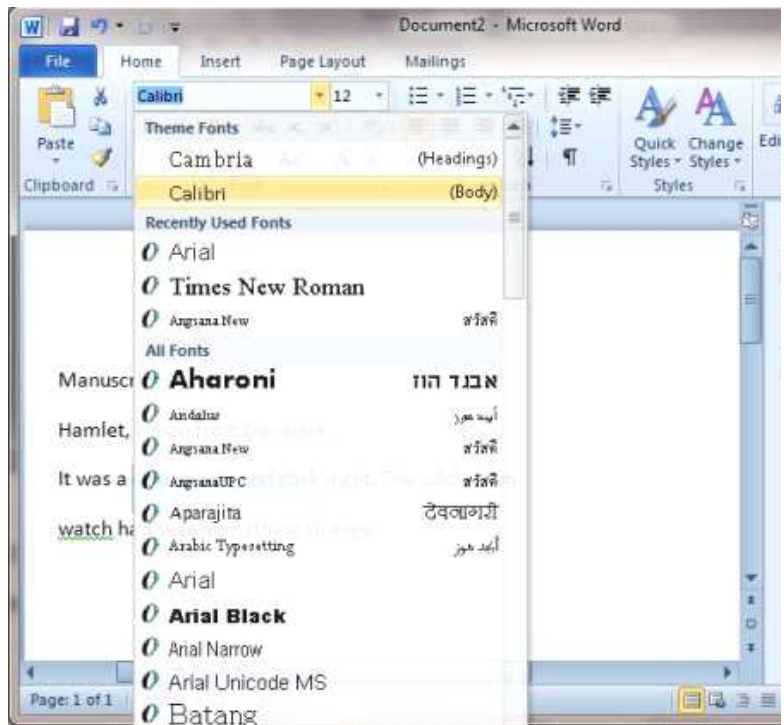 Document2 - Microsoft Word
File Home Insert Page Layout Mailings
Calibri 12
Paste
Quick Styles
Change Styles
Clipboard
Styles
Theme Fonts
Cambria (Headings)
Calibri (Body)
Recently Used Fonts
Arial
Times New Roman
Angsana New สวัสดี
All Fonts
Aharoni אבגד הוז
Andalus أبجد هوز
Angsana New สวัสดี
AngsanaUPC สวัสดี
Aparajita देवनागरी
Arabic Typesetting أبجد هوز
Arial
Arial Black
Arial Narrow
Arial Unicode MS
Batang
Hamlet,
It was a
watch
Page: 1 of 1